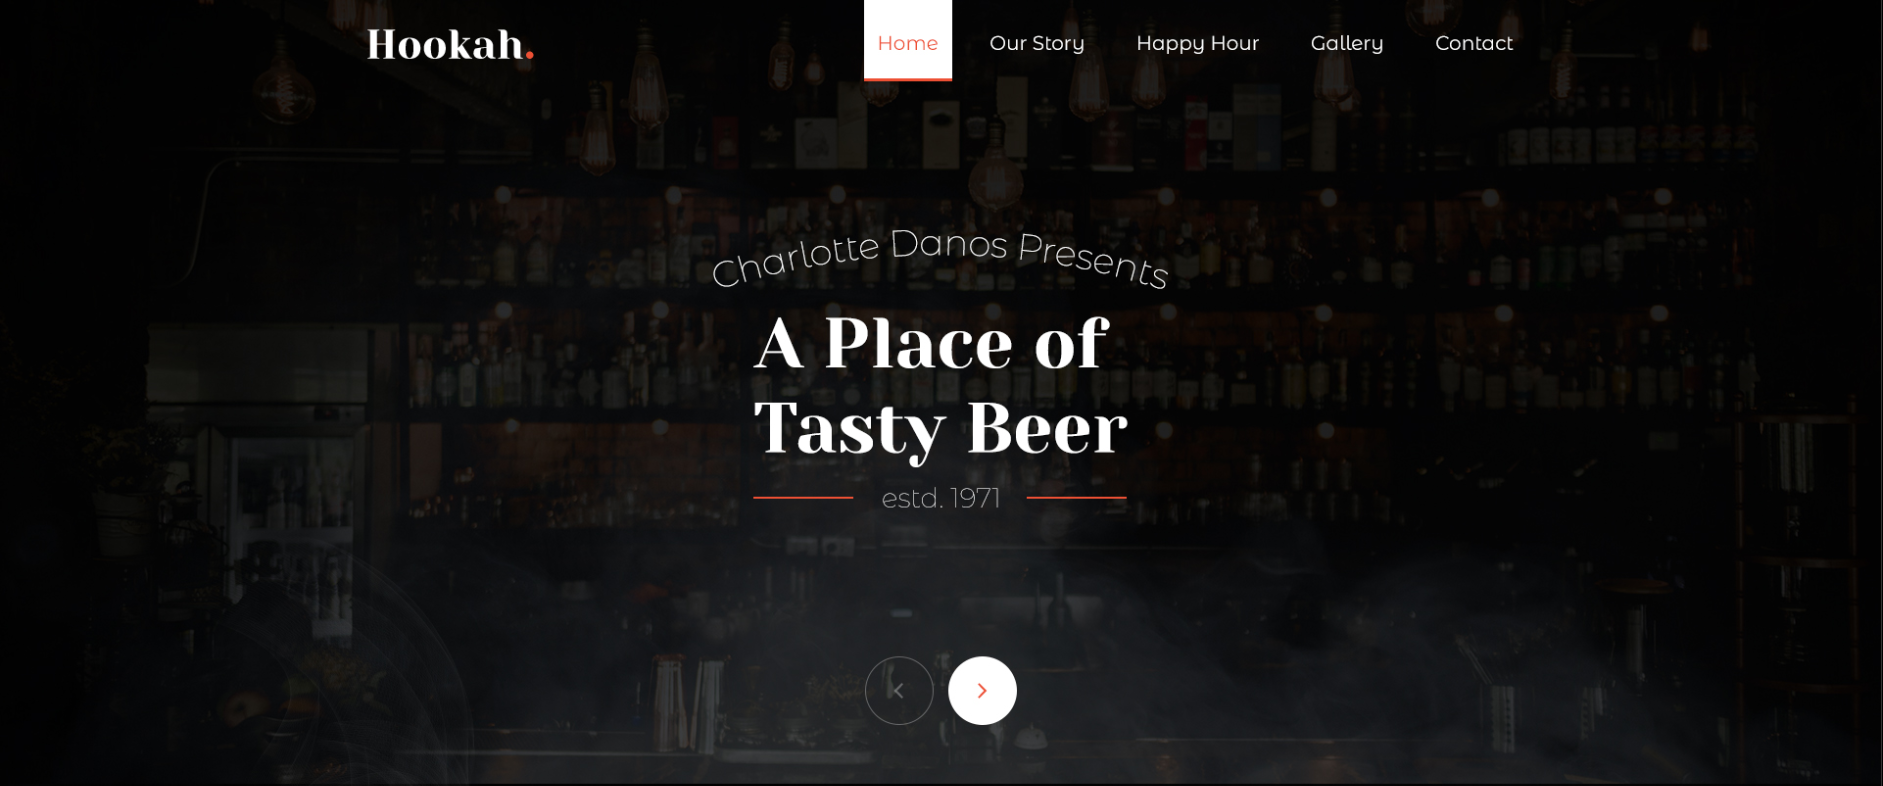 Hookah.
Home Our Story Happy Hour Gallery Contact
Charlotte Danos Presents
A Place of
Tasty Beer
estd. 1971